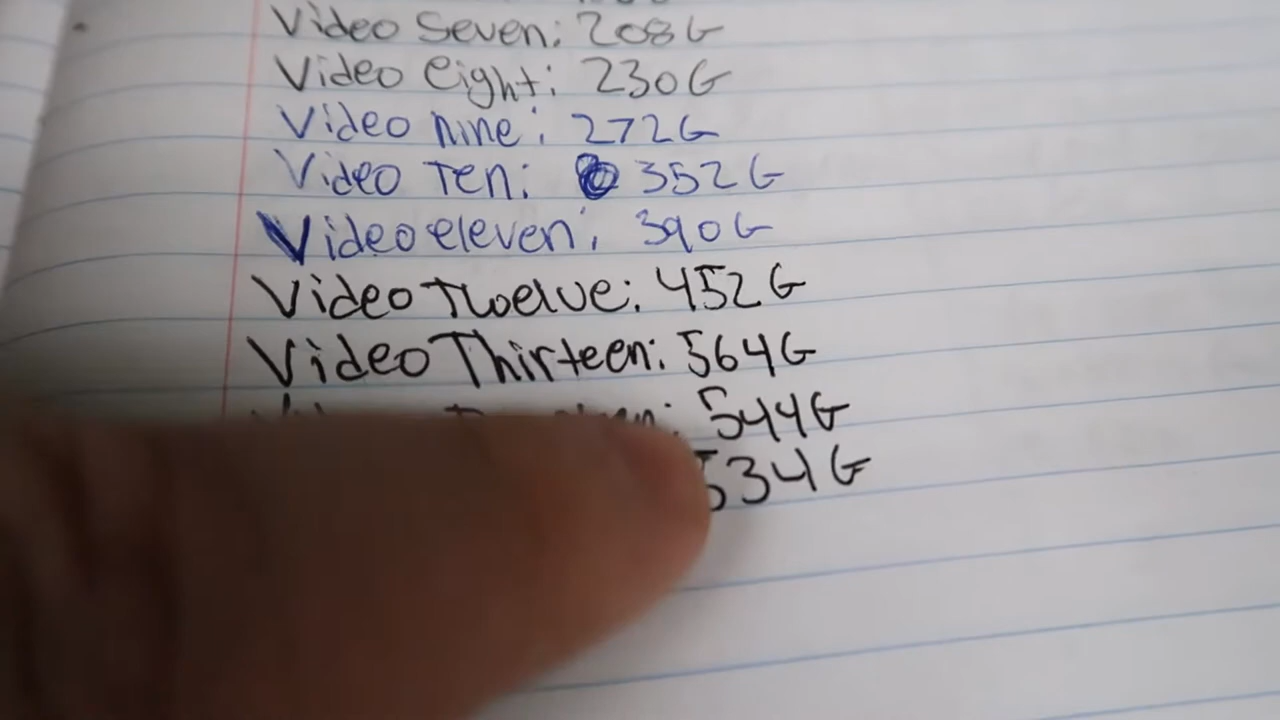 Video Seven: 208G
Video eight: 230G
Video nine: 272G
Video Ten: 352G
Video eleven: 390G
Video Twelve: 452G
Video Thirteen: 564G
544G
534G